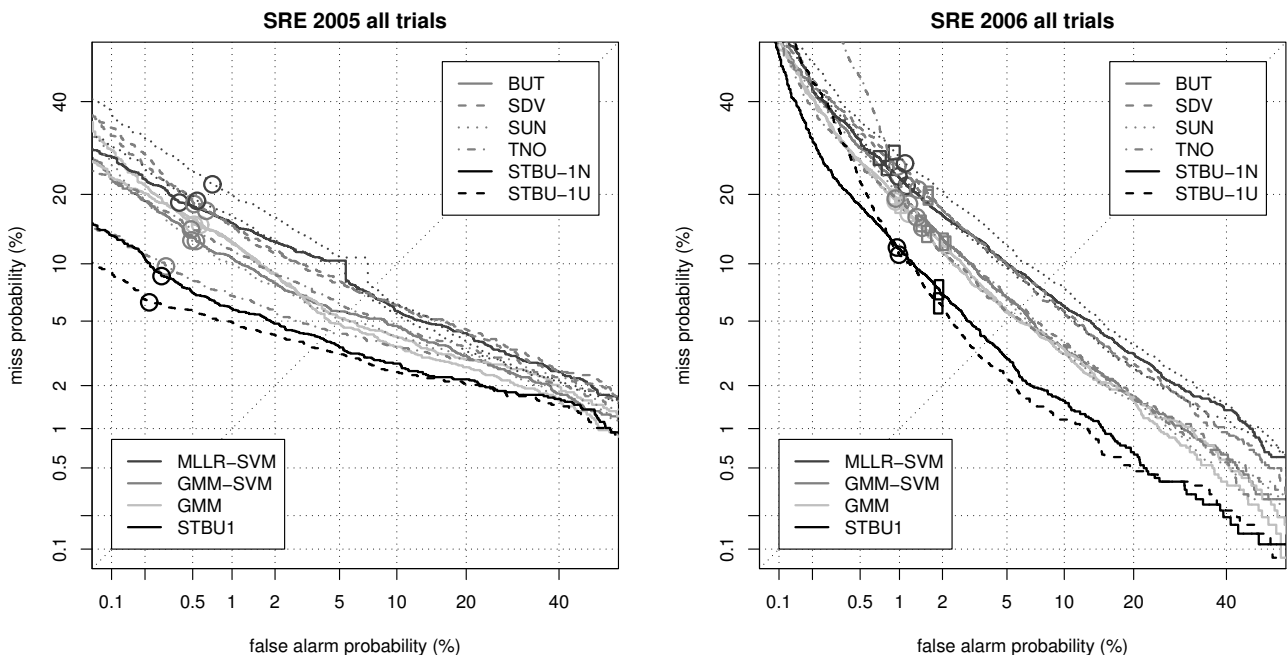 SRE 2005 all trials
BUT
SDV
SUN
TNO
STBU−1N
STBU−1U
MLLR−SVM
GMM−SVM
GMM
STBU1
miss probability (%)
40
20
10
5
2
1
0.5
0.1
0.1 0.5 1 2 5 10 20 40
false alarm probability (%)
SRE 2006 all trials
BUT
SDV
SUN
TNO
STBU−1N
STBU−1U
MLLR−SVM
GMM−SVM
GMM
STBU1
miss probability (%)
40
20
10
5
2
1
0.5
0.1
0.1 0.5 1 2 5 10 20 40
false alarm probability (%)